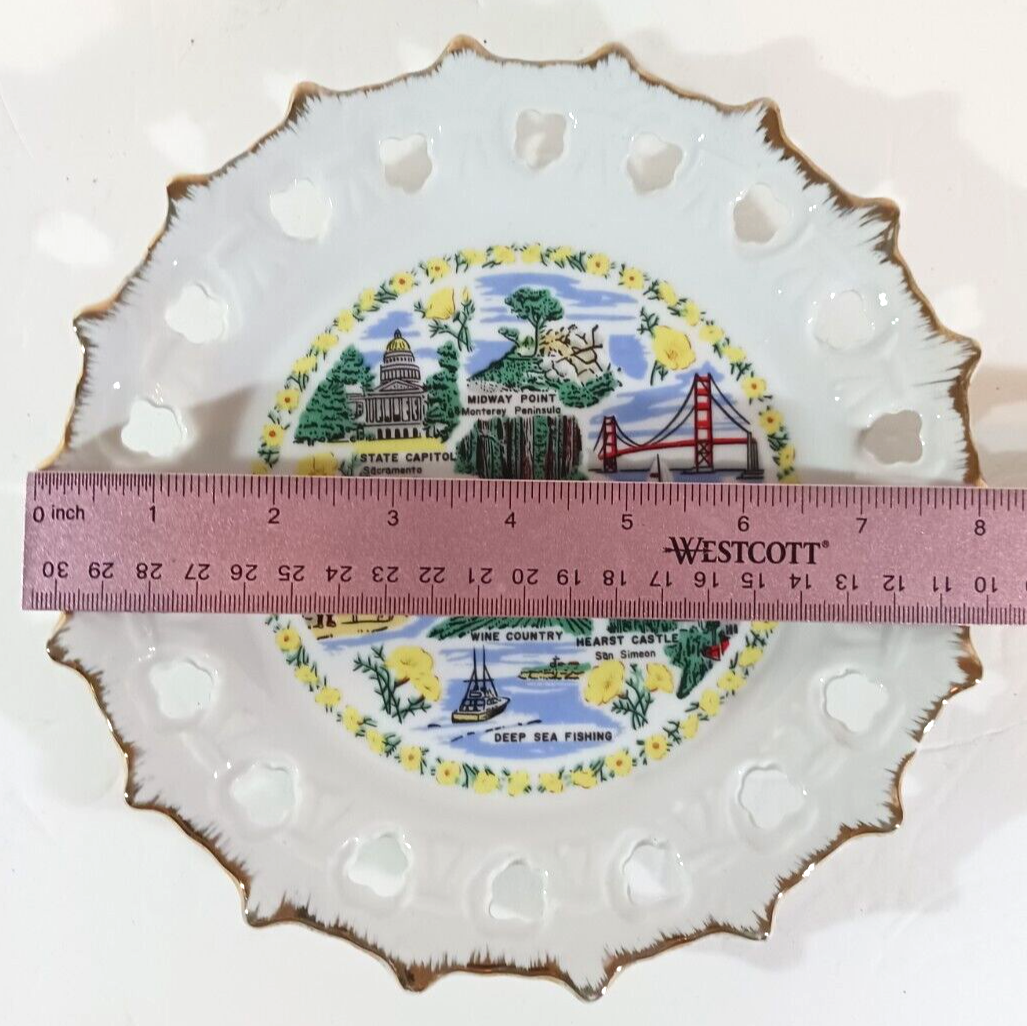 MIDWAY POINT
Monterey Peninsula
STATE CAPITOL
Sacramento
0 inch 1 2 3 4 5 6 7 8
WESTCOTT®
30 29 28 27 26 25 24 23 22 21 20 19 18 17 16 15 14 13 12 11 10
WINE COUNTRY
HEARST CASTLE
San Simeon
DEEP SEA FISHING